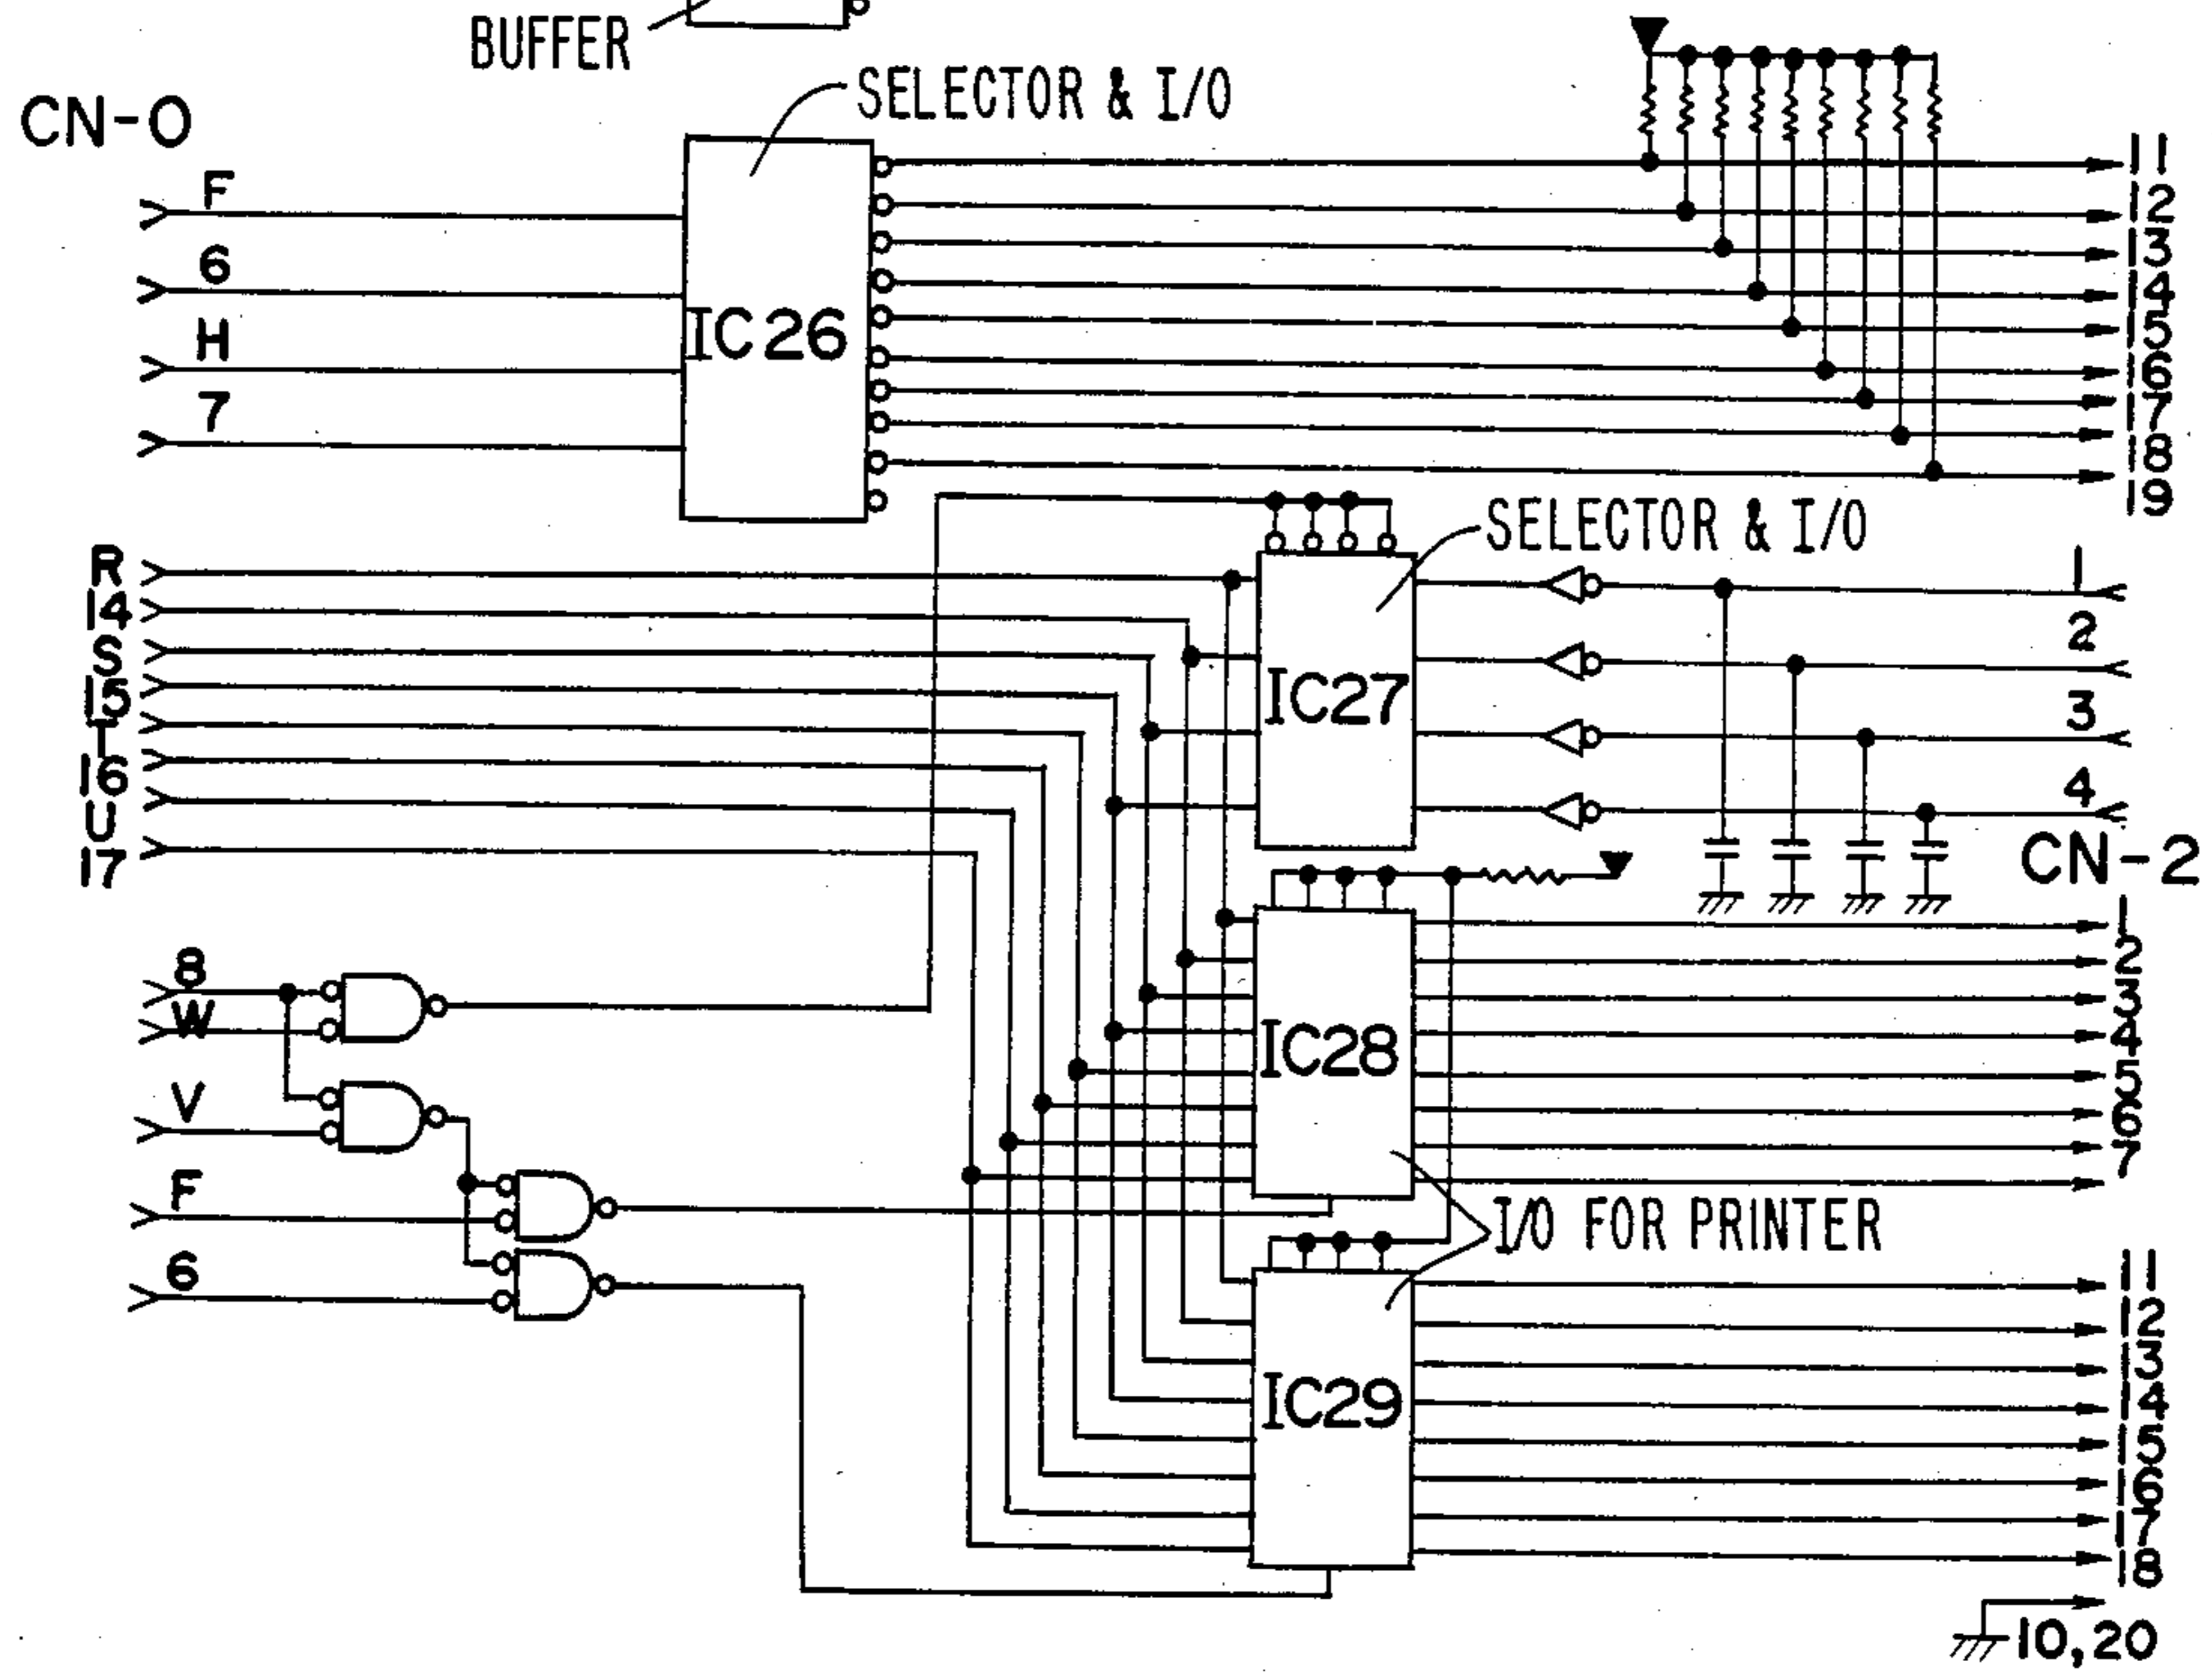 BUFFER
SELECTOR & I/O
CN-0
F
6
H
7
IC26
11
12
13
14
15
16
17
18
19
SELECTOR & I/O
R
14
S
15
T
16
U
17
IC27
1
2
3
4
CN-2
8
W
V
F
6
IC28
1
2
3
4
5
6
7
I/O FOR PRINTER
IC29
11
12
13
14
15
16
17
18
10,20